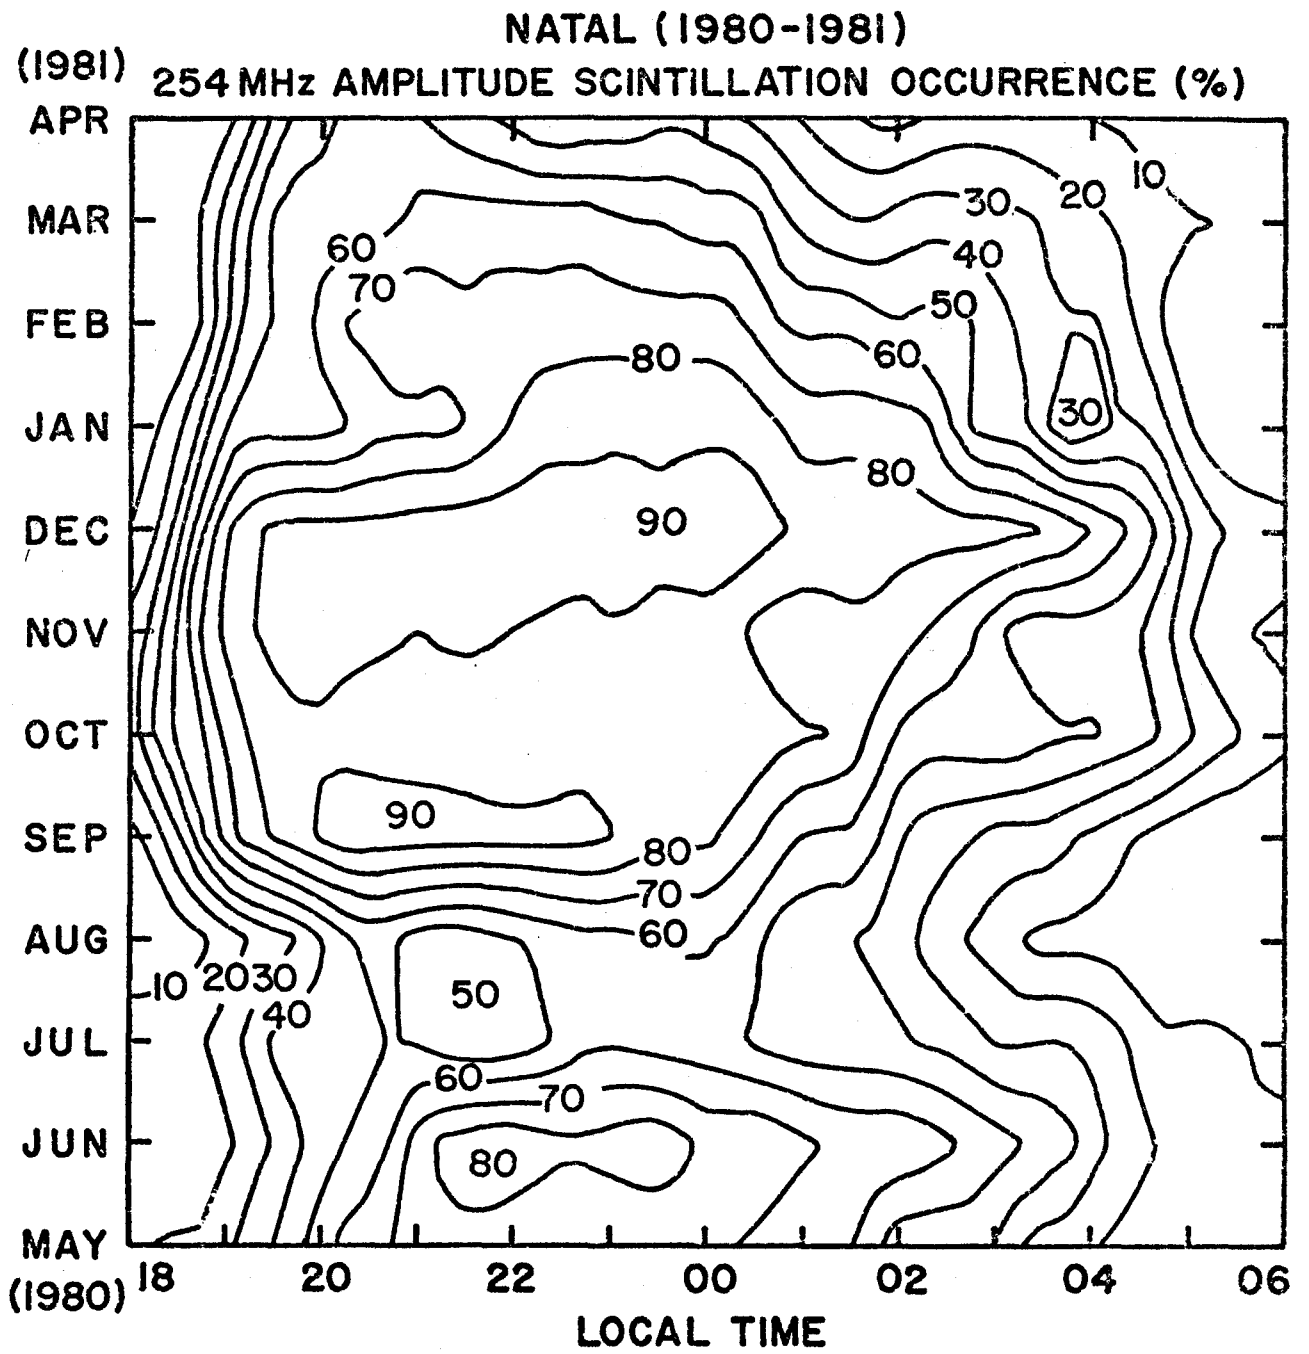 NATAL (1980-1981)
(1981)
254 MHz AMPLITUDE SCINTILLATION OCCURRENCE (%)
APR
10
20
30
MAR
60
40
70
50
FEB
60
80
30
JAN
80
90
DEC
NOV
OCT
90
SEP
80
70
60
AUG
10 20 30
50
40
JUL
60
70
JUN
80
MAY
18 20 22 00 02 04 06
(1980)
LOCAL TIME